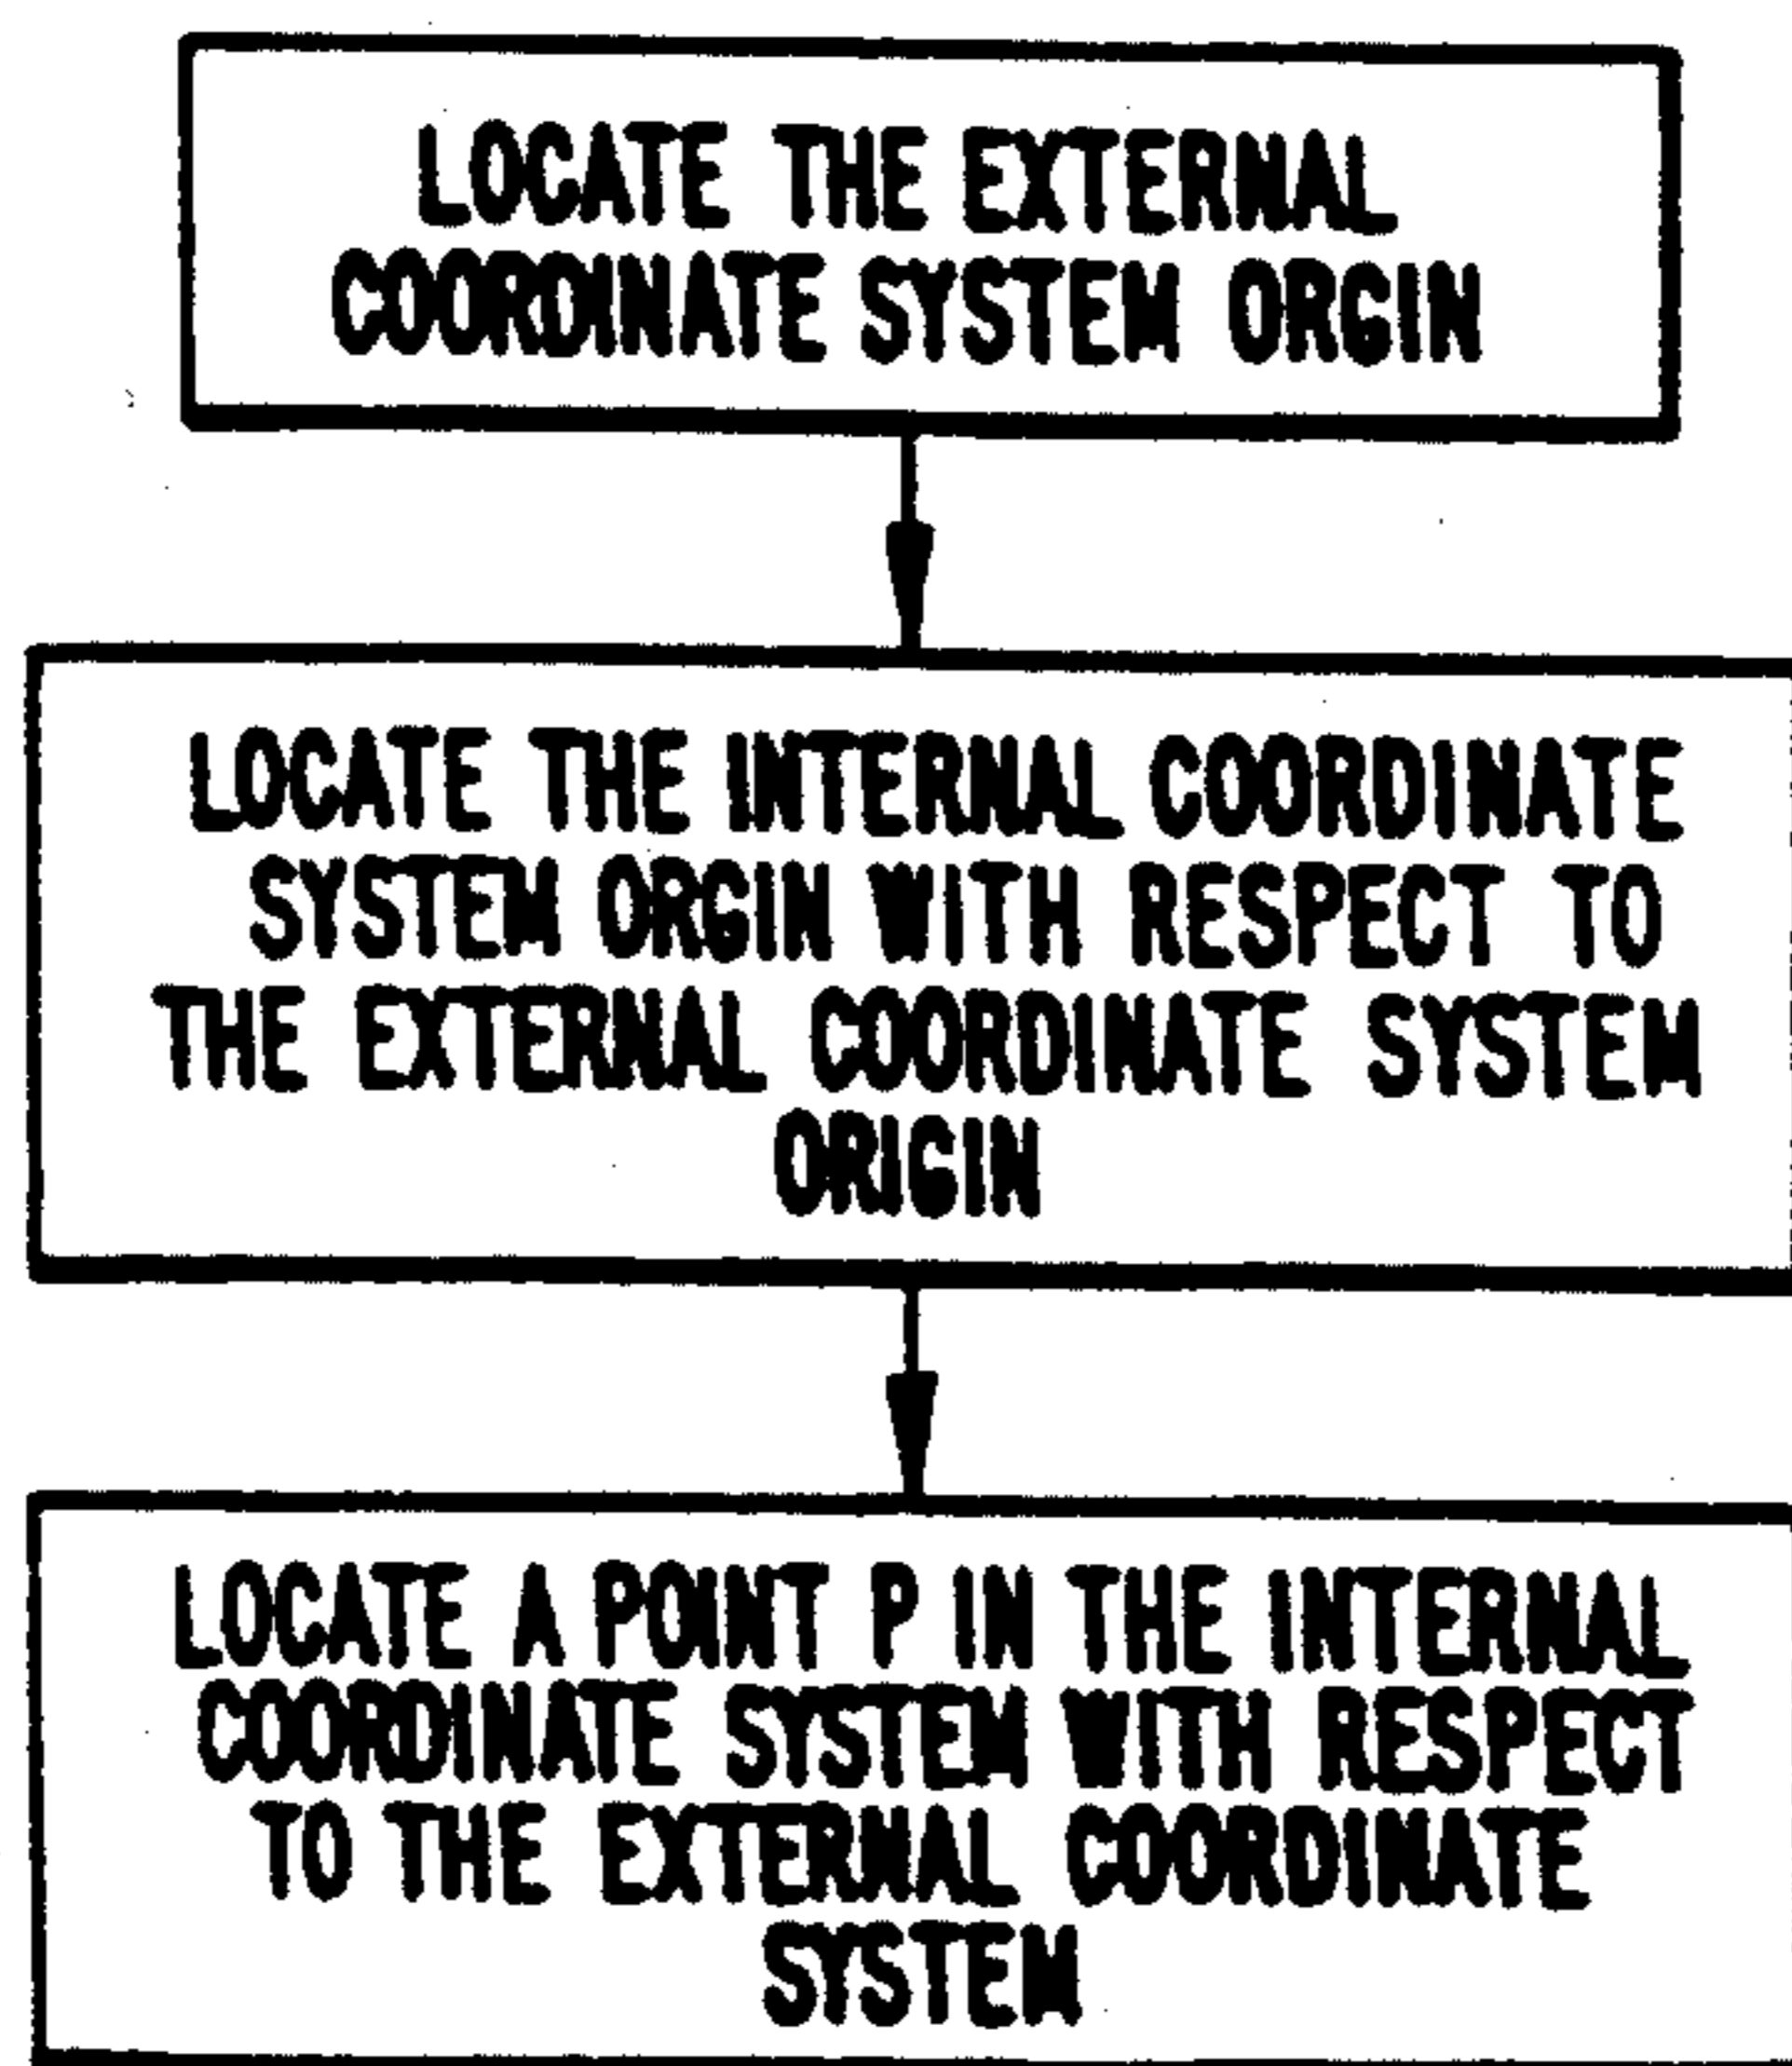 LOCATE THE EXTERNAL
COORDINATE SYSTEM ORGIN
LOCATE THE INTERNAL COORDINATE
SYSTEM ORGIN WITH RESPECT TO
THE EXTERNAL COORDINATE SYSTEM
ORIGIN
LOCATE A POINT P IN THE INTERNAL
COORDINATE SYSTEM WITH RESPECT
TO THE EXTERNAL COORDINATE
SYSTEM